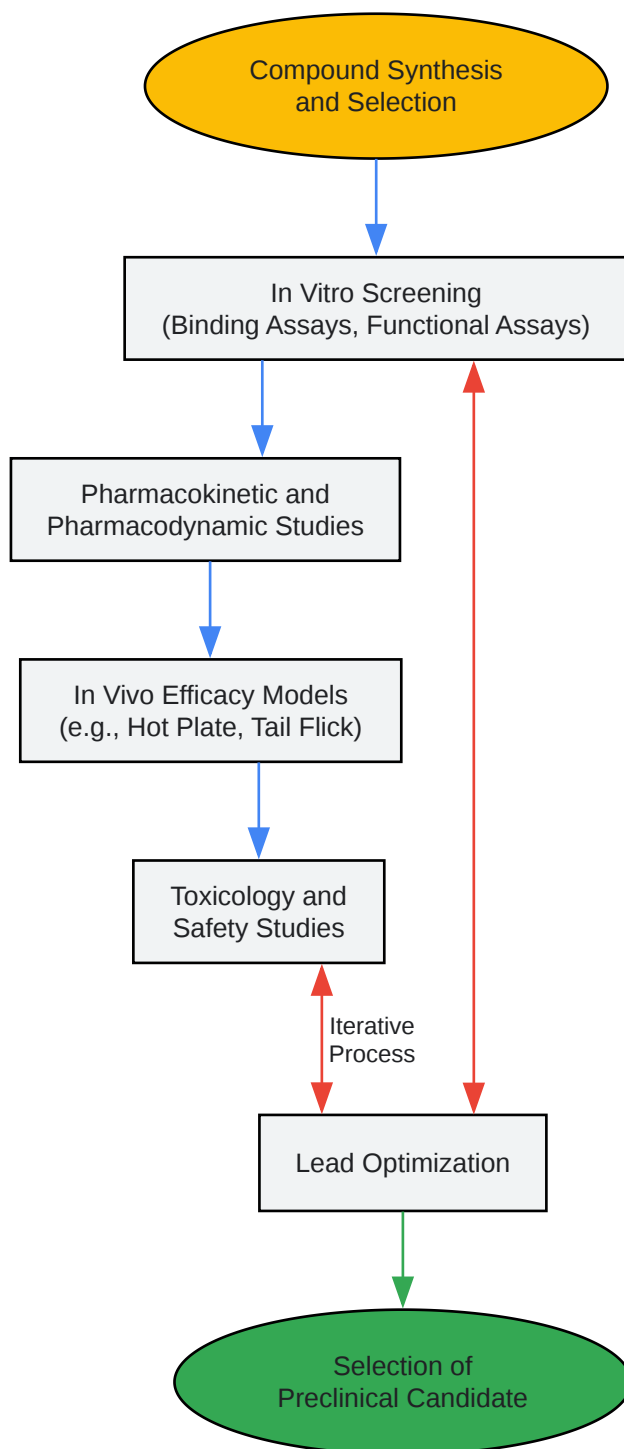 Compound Synthesis
and Selection
In Vitro Screening
(Binding Assays, Functional Assays)
Pharmacokinetic and
Pharmacodynamic Studies
In Vivo Efficacy Models
(e.g., Hot Plate, Tail Flick)
Toxicology and
Safety Studies
Iterative
Process
Lead Optimization
Selection of
Preclinical Candidate